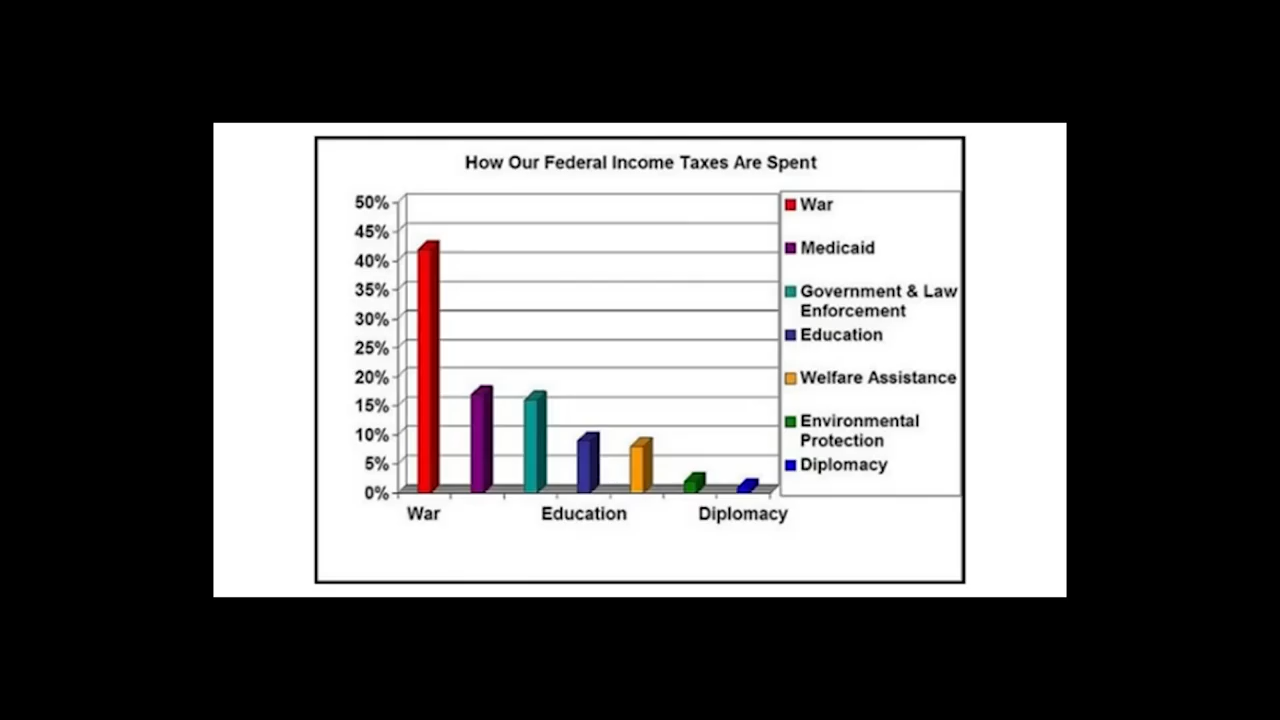 How Our Federal Income Taxes Are Spent
50%
45%
40%
35%
30%
25%
20%
15%
10%
5%
0%
War
Education
Diplomacy
War
Medicaid
Government & Law
Enforcement
Education
Welfare Assistance
Environmental
Protection
Diplomacy